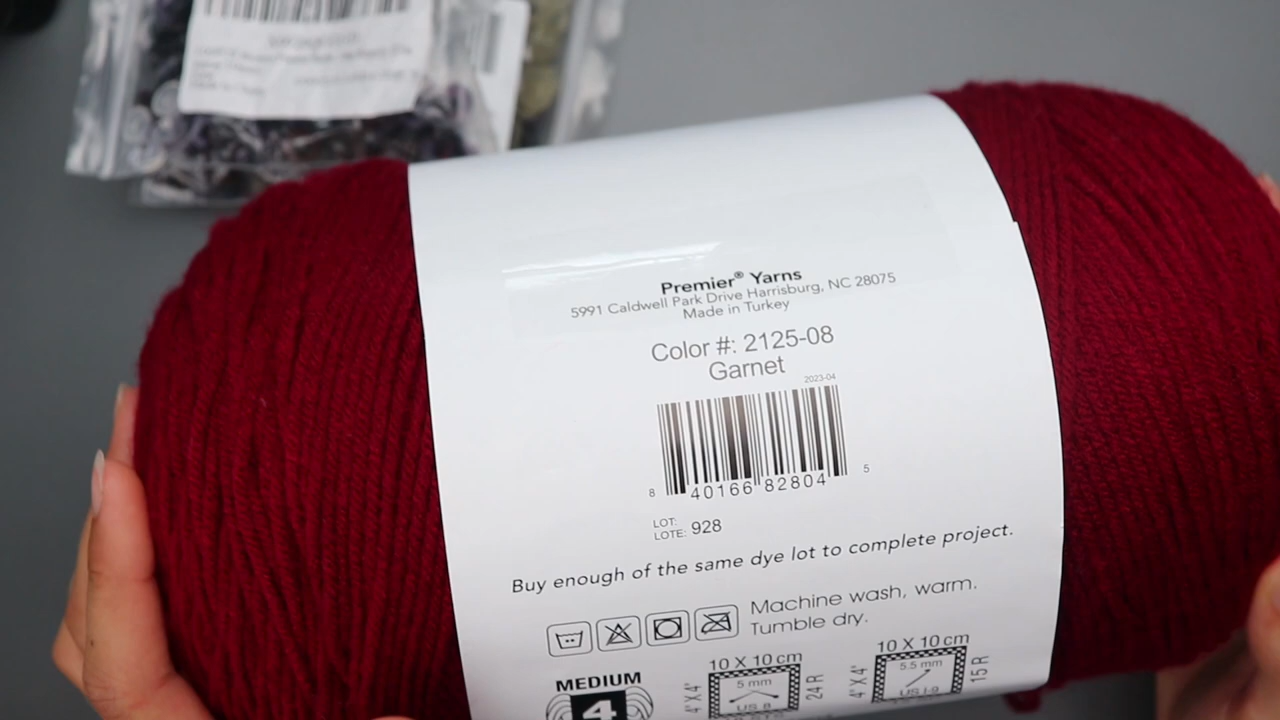 Premier® Yarns
5991 Caldwell Park Drive Harrisburg, NC 28075
Made in Turkey
Color #: 2125-08
Garnet
2023-04
8 40166 82804 5
LOT:
LOTE: 928
Buy enough of the same dye lot to complete project.
Machine wash, warm.
Tumble dry.
MEDIUM
4
10 X 10 cm
4"X4"
5 mm
US 8
24 R
10 X 10 cm
4"X4"
5.5 mm
US I-9
15 R